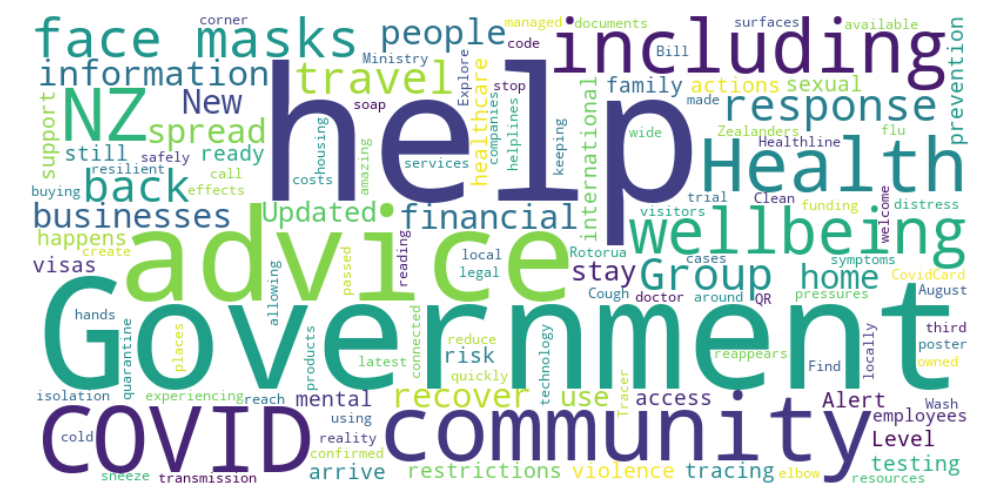 corner
managed
documents
surfaces
available
face masks
people
code
including
Ministry
Bill
information
travel
help
Explore
stop
family
actions
sexual
prevention
NZ
New
soap
healthcare
companies
helplines
keeping
made
response
support
spread
housing
amazing
services
international
wide
Zealanders
flu
still
safely
ready
Healthline
Health
resilient
call
costs
back
buying
effects
trial
Clean
funding
welcome
distress
businesses
Updated
financial
visitors
wellbeing
happens
create
advice
visas
allowing
passed
reading
local
legal
Rotorua
Cough
stay
cases
symptoms
CovidCard
Group
home
doctor
around
QR
pressures
August
Government
hands
quarantine
places
products
latest
connected
reduce
risk
quickly
technology
reappears
Find
locally
third
poster
owned
isolation
experiencing
reach
mental
recover
use
Tracer
access
Alert
Wash
employees
COVID
cold
using
reality
confirmed
community
Level
sneeze
transmission
arrive
restrictions
violence
tracing
elbow
testing
resources